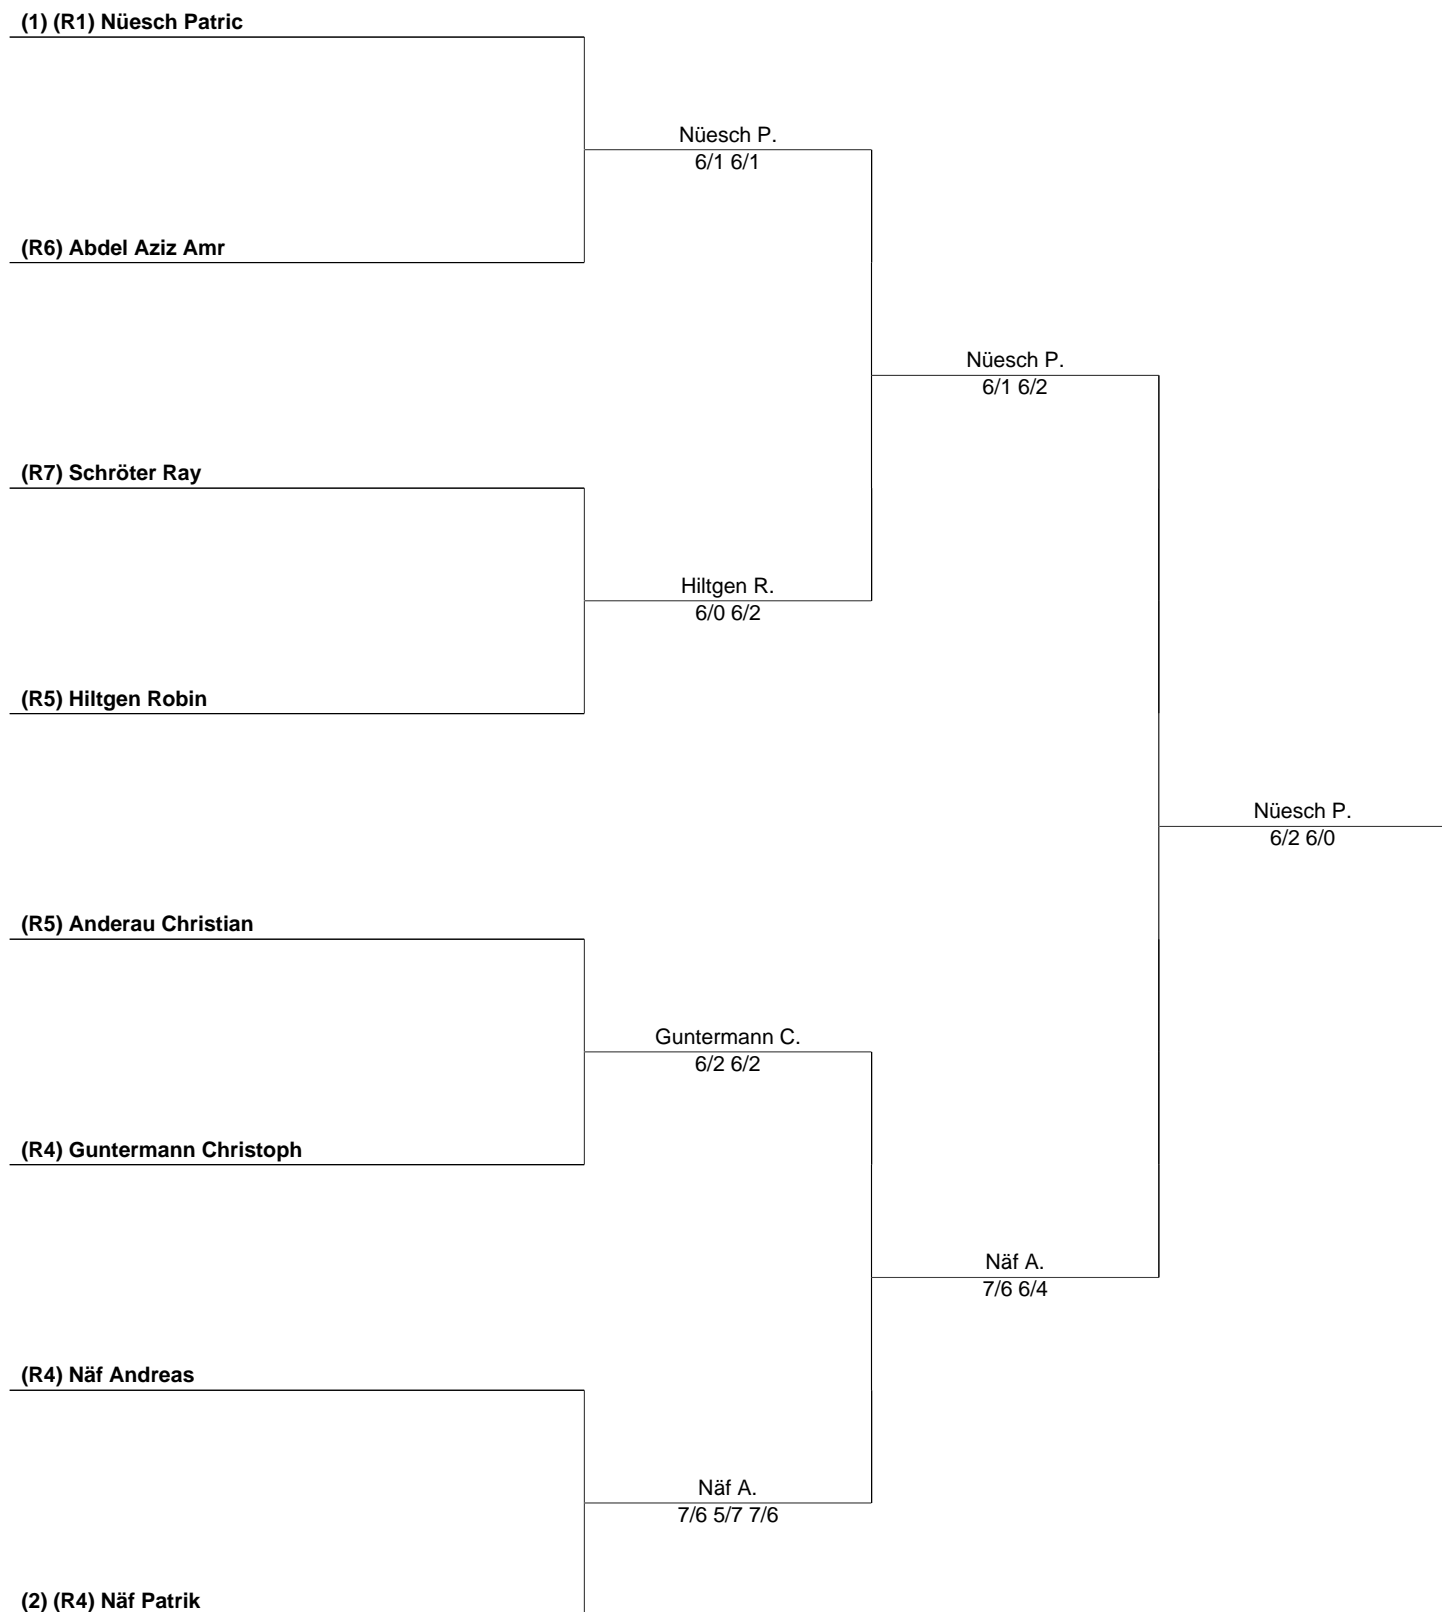 (1) (R1) Nüesch Patric
Nüesch P.
6/1 6/1
(R6) Abdel Aziz Amr
Nüesch P.
6/1 6/2
(R7) Schröter Ray
Hiltgen R.
6/0 6/2
(R5) Hiltgen Robin
Nüesch P.
6/2 6/0
(R5) Anderau Christian
Guntermann C.
6/2 6/2
(R4) Guntermann Christoph
Näf A.
7/6 6/4
(R4) Näf Andreas
Näf A.
7/6 5/7 7/6
(2) (R4) Näf Patrik